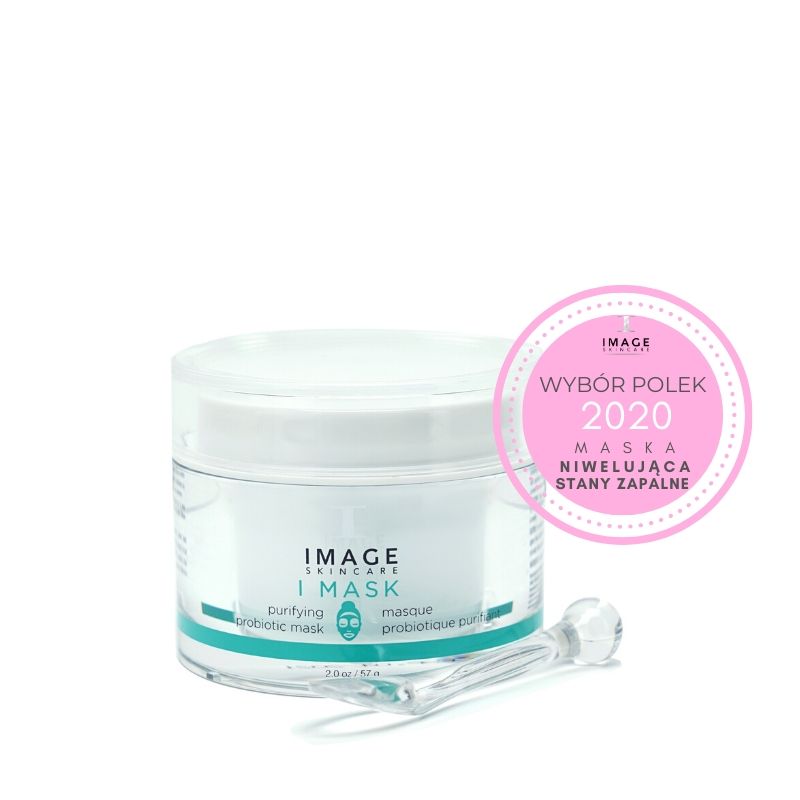 IMAGE
SKINCARE
I MASK
purifying
probiotic mask
masque
probiotique purifiant
2.0 oz / 57 g
IMAGE
SKINCARE
WYBÓR POLEK
2020
MASKA
NIWELUJĄCA
STANY ZAPALNE